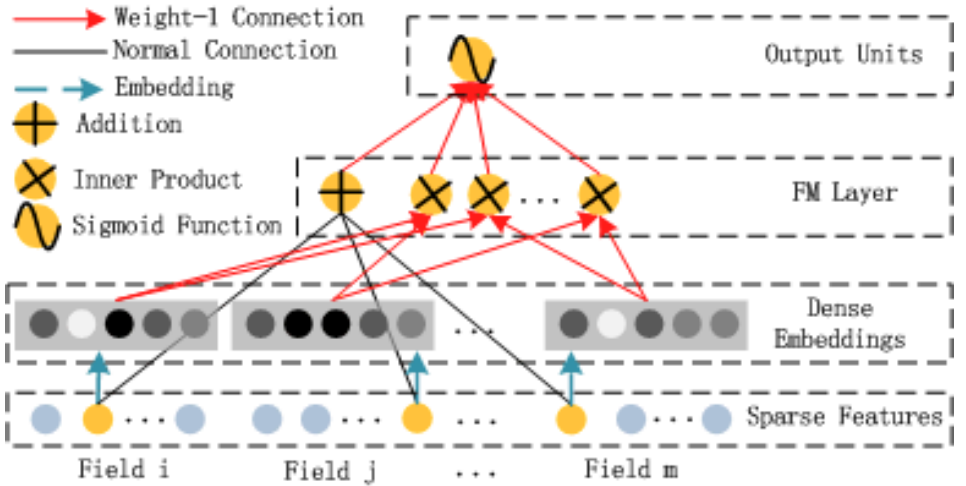 Weight-1 Connection
Normal Connection
Embedding
Addition
Inner Product
Sigmoid Function
Output Units
FM Layer
...
Dense
Embeddings
...
Sparse Features
... ... ... ... ...
Field i Field j ... Field m